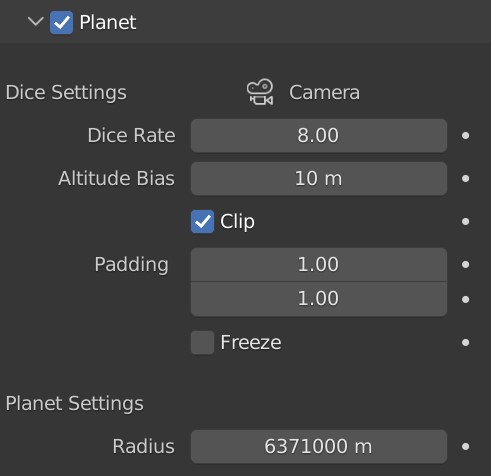 Planet
Dice Settings Camera
Dice Rate 8.00
Altitude Bias 10 m
Clip
Padding 1.00
1.00
Freeze
Planet Settings
Radius 6371000 m